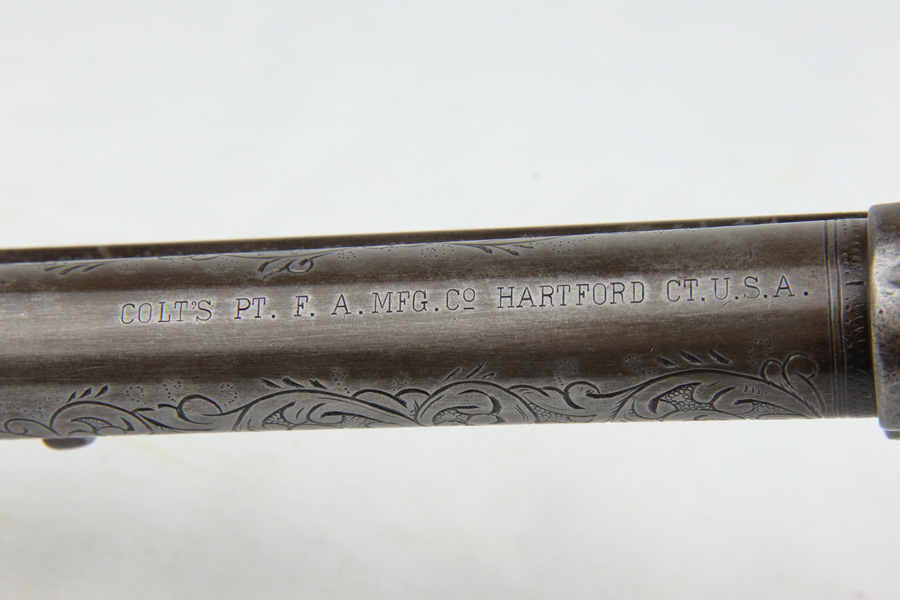 COLT'S PT. F. A. MFG. Cº HARTFORD CT. U.S.A.